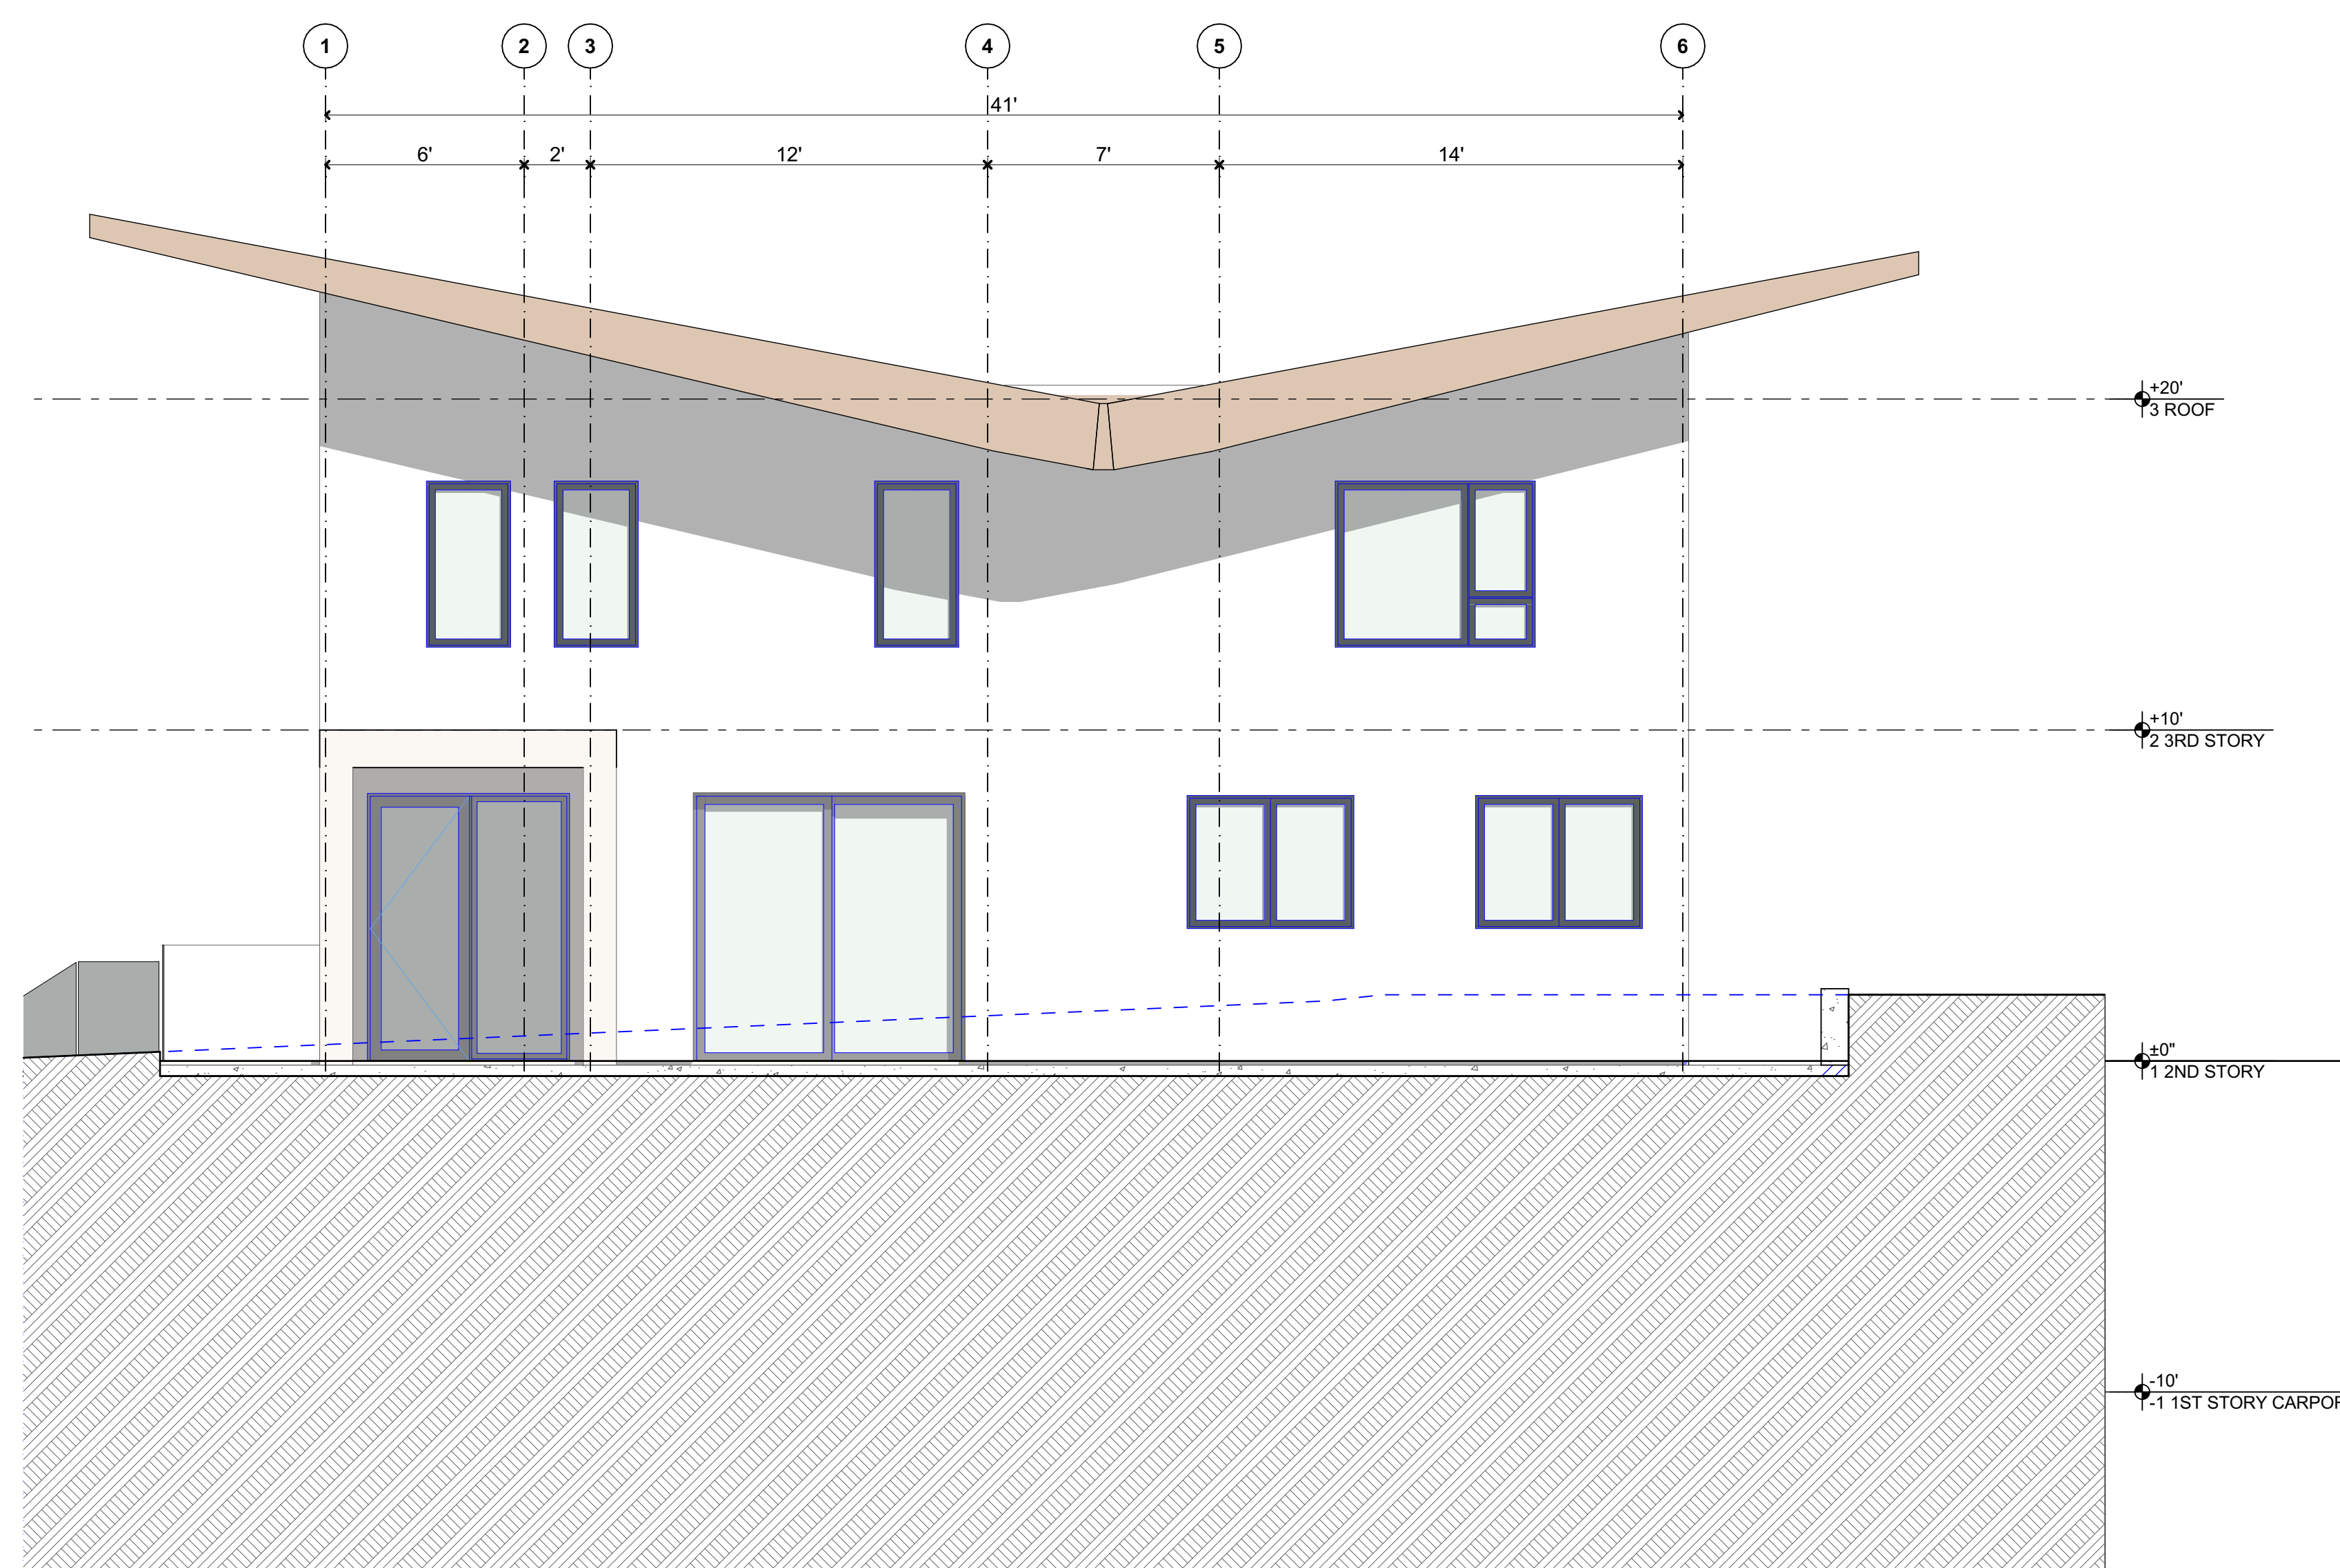 1 2 3 4 5 6
41'
6' 2' 12' 7' 14'
+20'
3 ROOF
+10'
2 3RD STORY
±0"
1 2ND STORY
-10'
-1 1ST STORY CARPOR